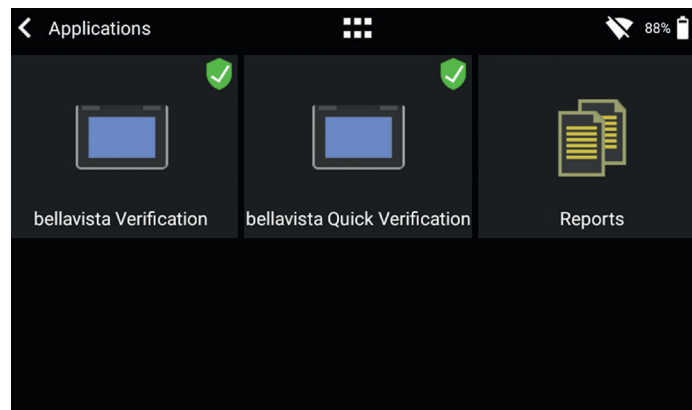 Applications
88%
bellavista Verification
bellavista Quick Verification
Reports